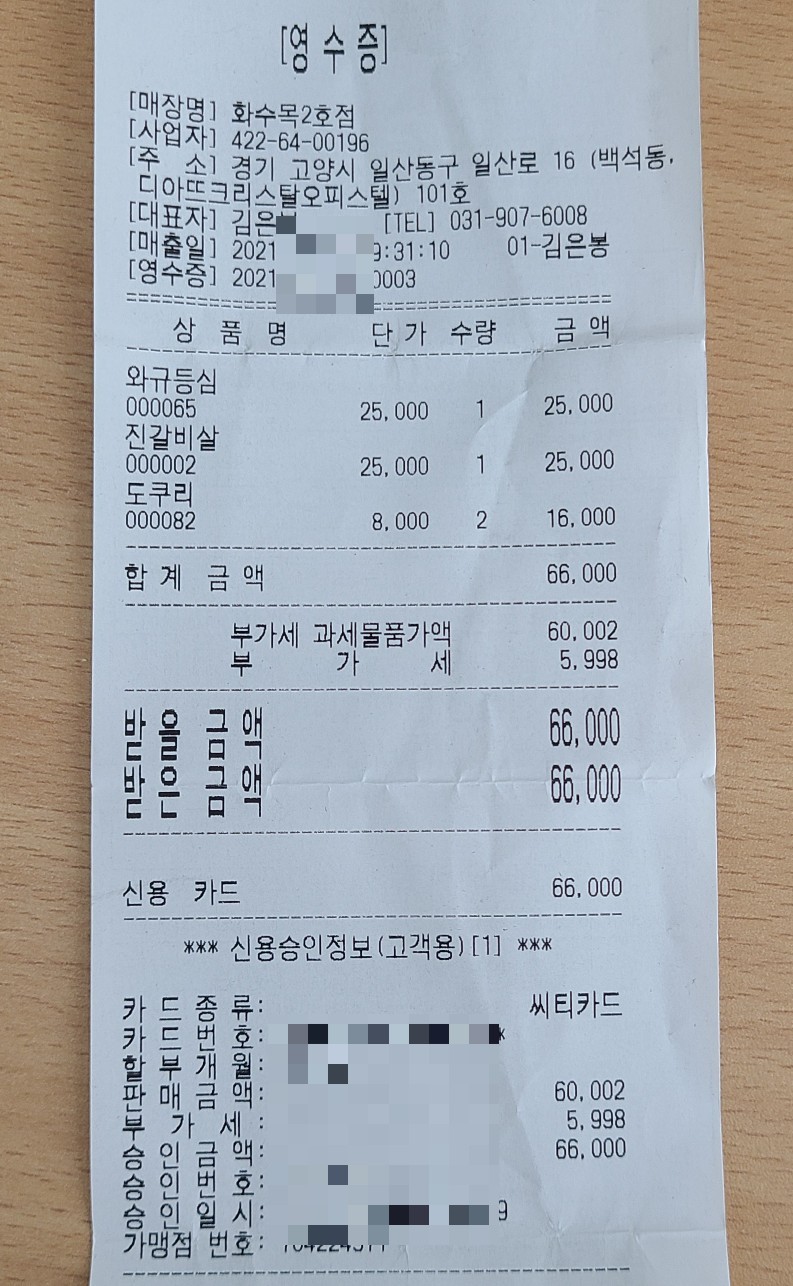 [영 수 증]
[매장명] 화수목2호점
[사업자] 422-64-00196
[주 소] 경기 고양시 일산동구 일산로 16 (백석동,
디아뜨크리스탈오피스텔) 101호
[대표자] 김은 [TEL] 031-907-6008
[매출일] 2021 9:31:10 01-김은봉
[영수증] 2021 0003
상 품 명 단 가 수량 금 액
와규등심
000065 25,000 1 25,000
진갈비살
000002 25,000 1 25,000
도쿠리
000082 8,000 2 16,000
합 계 금 액 66,000
부가세 과세물품가액 60,002
부 가 세 5,998
받 을 금 액 66,000
받 은 금 액 66,000
신용 카드 66,000
*** 신용승인정보(고객용)[1] ***
카 드 종 류: 씨티카드
카 드 번 호:
할 부 개 월:
판 매 금 액: 60,002
부 가 세 : 5,998
승 인 금 액: 66,000
승 인 번 호:
승 인 일 시: 9
가맹점 번호: